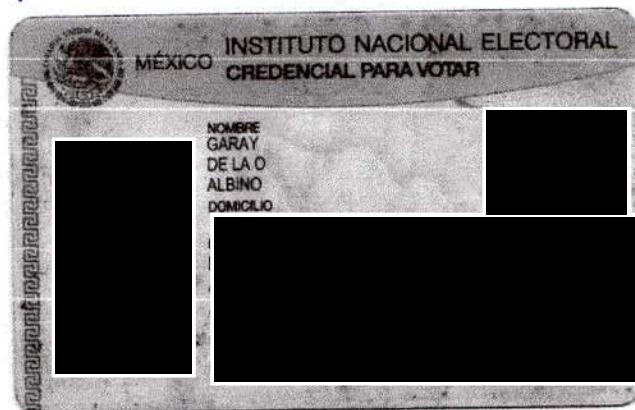 MÉXICO
INSTITUTO NACIONAL ELECTORAL
CREDENCIAL PARA VOTAR
NOMBRE
GARAY
DE LA O
ALBINO
DOMICILIO